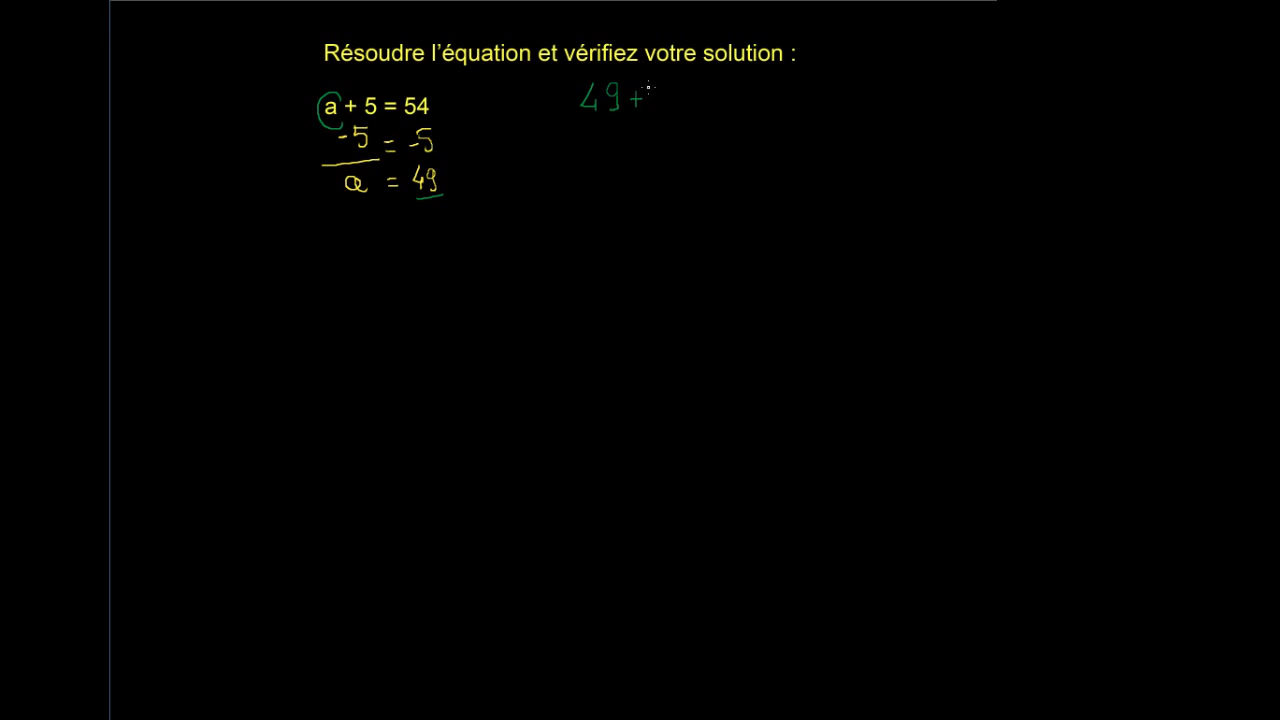 Résoudre l’équation et vérifiez votre solution :
a + 5 = 54
49 +
-5 = -5
a = 49